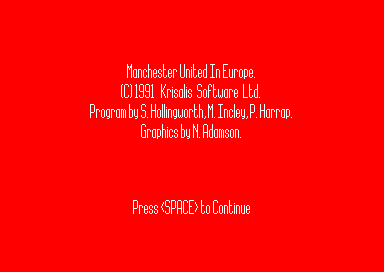 Manchester United In Europe.
(C) 1991 Krisalis Software Ltd.
Program by S. Hollingworth, M. Incley, P. Harrap.
Graphics by N. Adamson.
Press <SPACE> to Continue